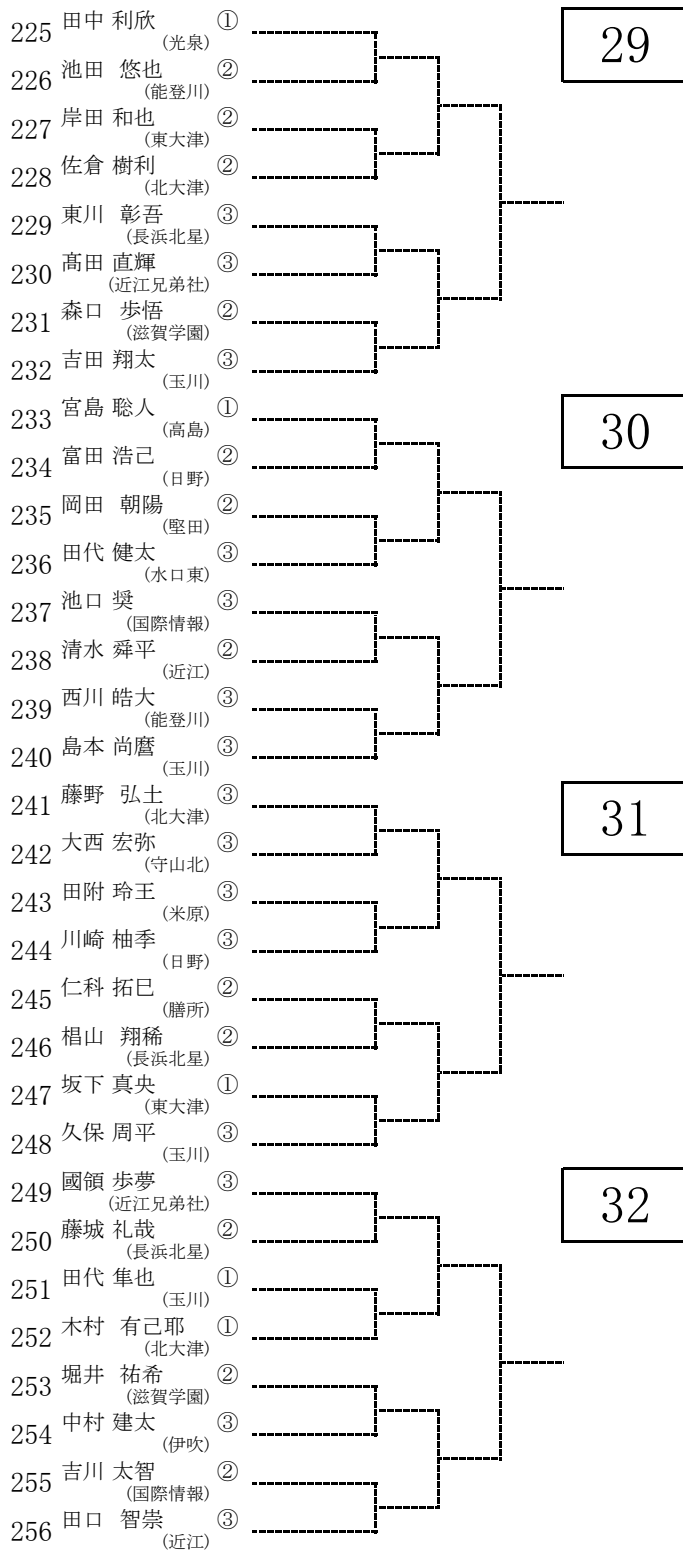 225 田中 利欣 ①
(光泉)
29
226 池田 悠也 ②
(能登川)
227 岸田 和也 ②
(東大津)
228 佐倉 樹利 ②
(北大津)
229 東川 彰吾 ③
(長浜北星)
230 髙田 直輝 ③
(近江兄弟社)
231 森口 歩悟 ②
(滋賀学園)
232 吉田 翔太 ③
(玉川)
233 宮島 聡人 ①
(高島)
30
234 富田 浩己 ②
(日野)
235 岡田 朝陽 ②
(堅田)
236 田代 健太 ③
(水口東)
237 池口 奨 ③
(国際情報)
238 清水 舜平 ②
(近江)
239 西川 皓大 ③
(能登川)
240 島本 尚麿 ③
(玉川)
241 藤野 弘土 ③
(北大津)
31
242 大西 宏弥 ③
(守山北)
243 田附 玲王 ③
(米原)
244 川崎 柚季 ③
(日野)
245 仁科 拓巳 ②
(膳所)
246 椙山 翔稀 ②
(長浜北星)
247 坂下 真央 ①
(東大津)
248 久保 周平 ③
(玉川)
249 國領 歩夢 ③
(近江兄弟社)
32
250 藤城 礼哉 ②
(長浜北星)
251 田代 隼也 ①
(玉川)
252 木村 有己耶 ①
(北大津)
253 堀井 祐希 ②
(滋賀学園)
254 中村 建太 ③
(伊吹)
255 吉川 太智 ②
(国際情報)
256 田口 智崇 ③
(近江)